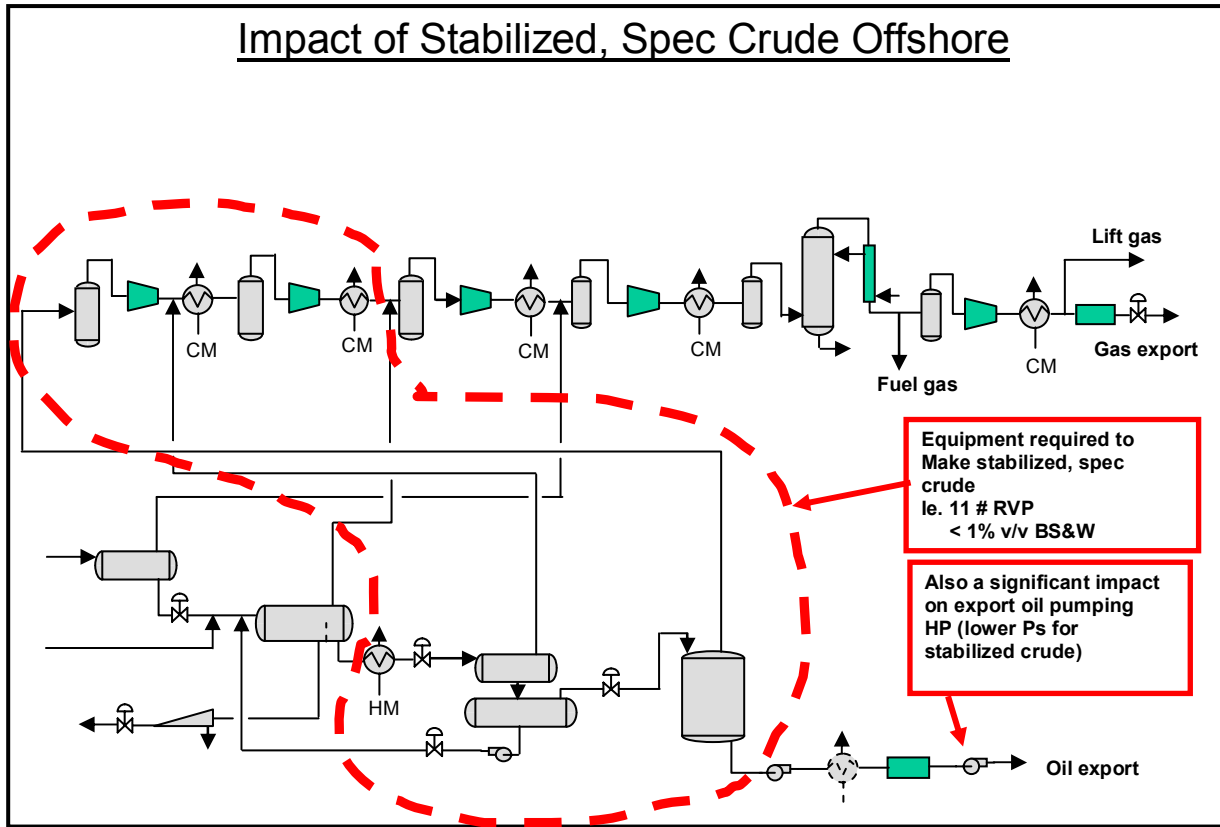 Impact of Stabilized, Spec Crude Offshore
Lift gas
CM
CM
CM
CM
CM
Gas export
Fuel gas
Equipment required to
Make stabilized, spec
crude
Ie. 11 # RVP
< 1% v/v BS&W
Also a significant impact
on export oil pumping
HP (lower Ps for
stabilized crude)
HM
Oil export